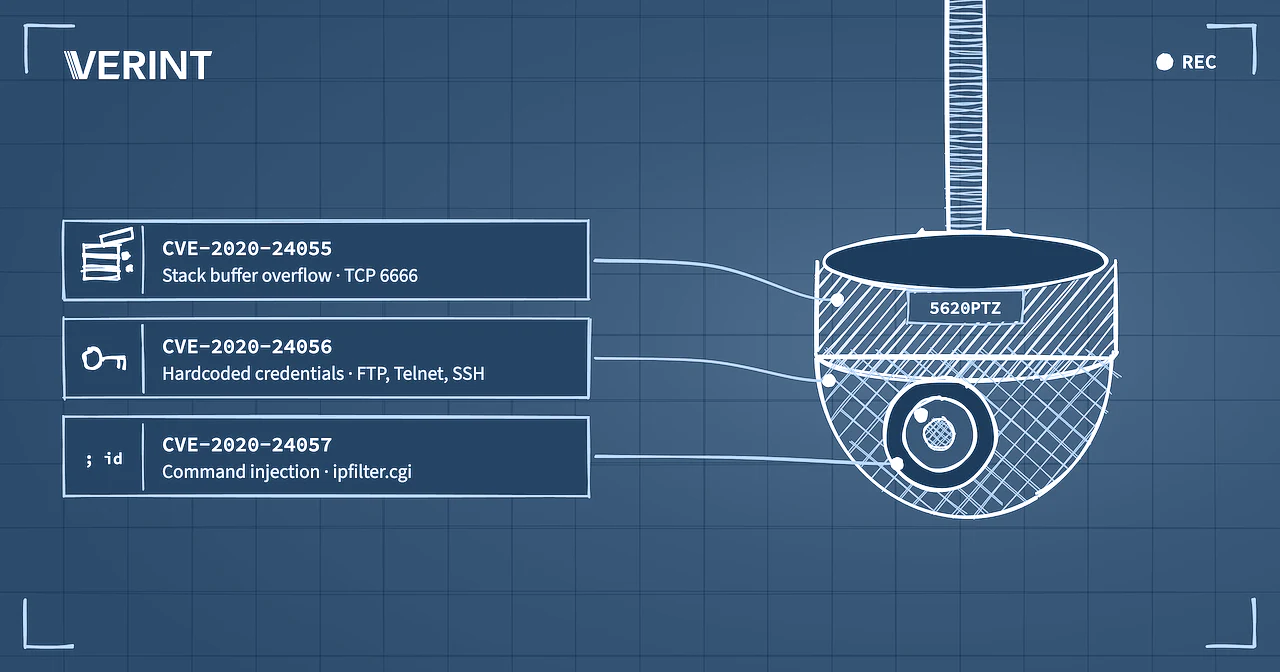 VERINT
REC
CVE-2020-24055
Stack buffer overflow · TCP 6666
5620PTZ
CVE-2020-24056
Hardcoded credentials · FTP, Telnet, SSH
; id
CVE-2020-24057
Command injection · ipfilter.cgi